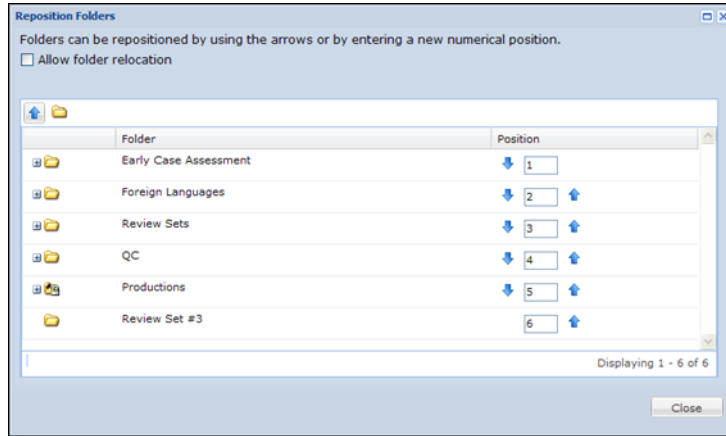 Reposition Folders
Folders can be repositioned by using the arrows or by entering a new numerical position.
Allow folder relocation
Folder Position
Early Case Assessment 1
Foreign Languages 2
Review Sets 3
QC 4
Productions 5
Review Set #3 6
Displaying 1 - 6 of 6
Close